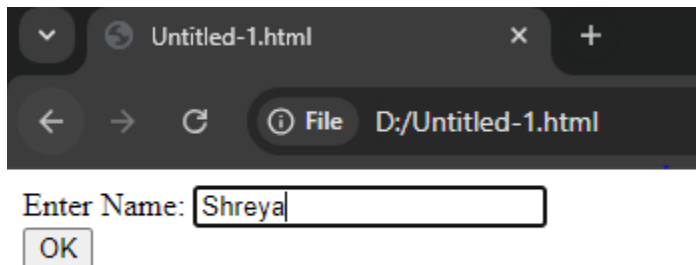 Untitled-1.html
File D:/Untitled-1.html
Enter Name: Shreya
OK